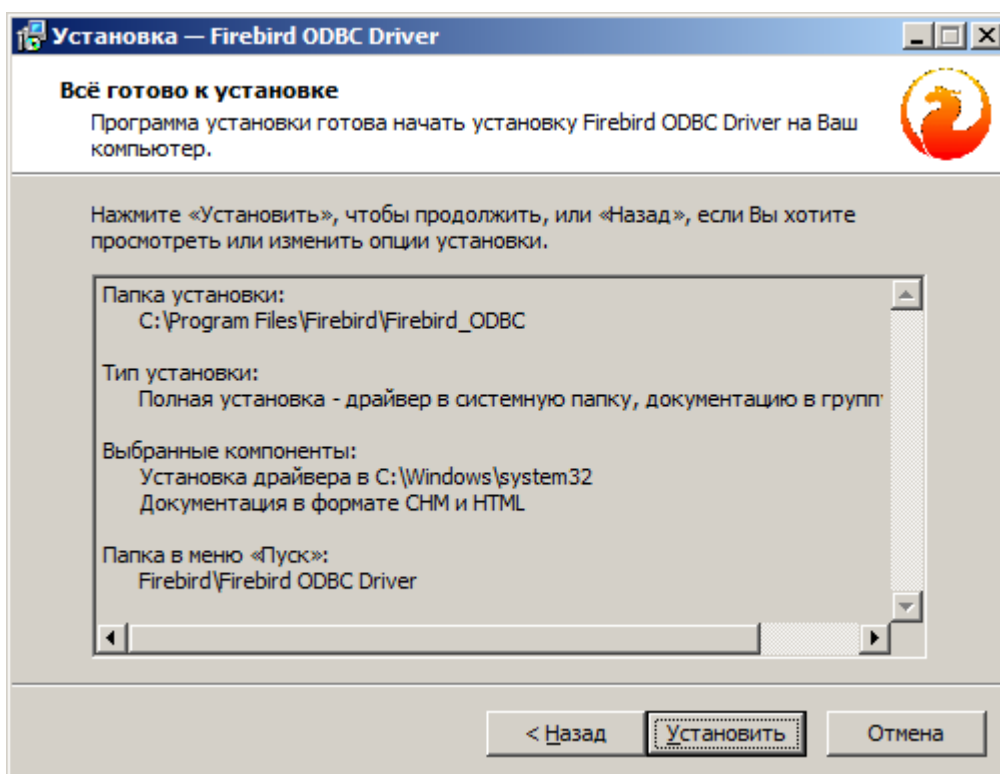 Установка — Firebird ODBC Driver
Всё готово к установке
Программа установки готова начать установку Firebird ODBC Driver на Ваш
компьютер.
Нажмите «Установить», чтобы продолжить, или «Назад», если Вы хотите
просмотреть или изменить опции установки.
Папка установки:
C:\Program Files\Firebird\Firebird_ODBC
Тип установки:
Полная установка - драйвер в системную папку, документацию в групп
Выбранные компоненты:
Установка драйвера в C:\Windows\system32
Документация в формате CHM и HTML
Папка в меню «Пуск»:
Firebird\Firebird ODBC Driver
< Назад
Установить
Отмена